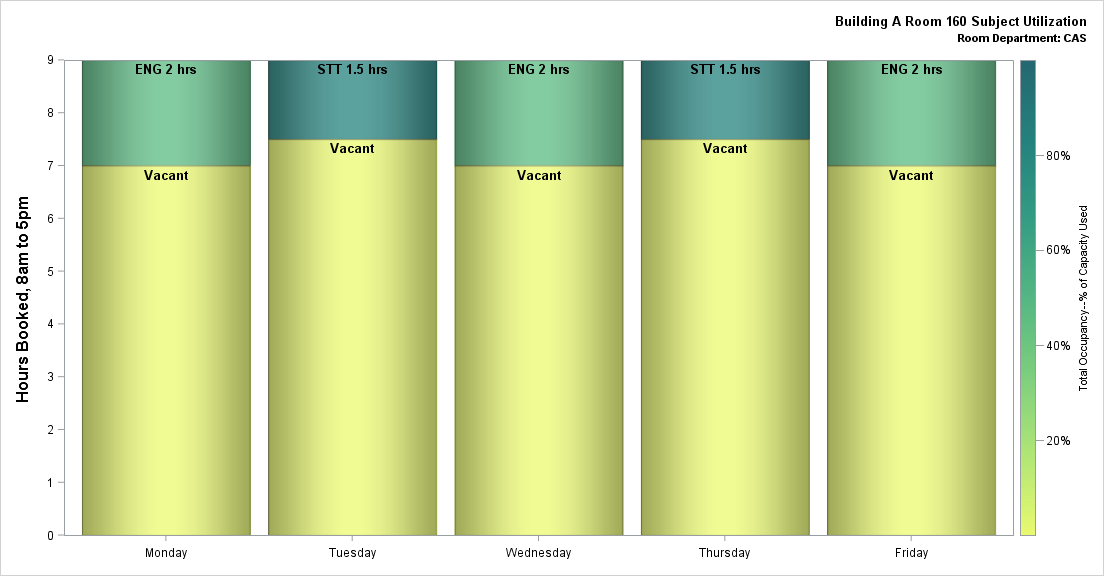 Building A Room 160 Subject Utilization
Room Department: CAS
Hours Booked, 8am to 5pm
9
8
7
6
5
4
3
2
1
0
ENG 2 hrs
Vacant
STT 1.5 hrs
Vacant
ENG 2 hrs
Vacant
STT 1.5 hrs
Vacant
ENG 2 hrs
Vacant
Monday
Tuesday
Wednesday
Thursday
Friday
80%
60%
40%
20%
Total Occupancy--% of Capacity Used